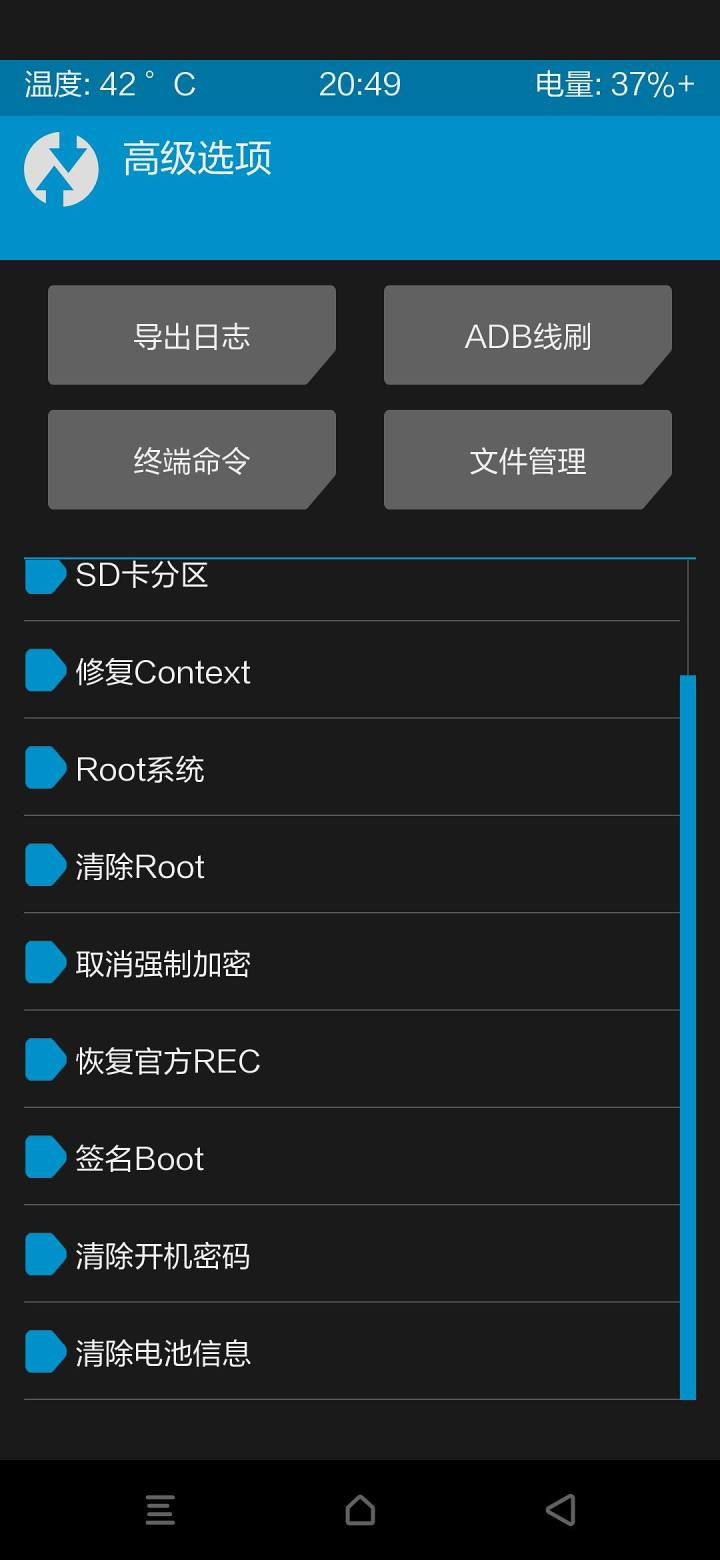 温度: 42 ° C 20:49 电量: 37%+
高级选项
导出日志 ADB线刷
终端命令 文件管理
SD卡分区
修复Context
Root系统
清除Root
取消强制加密
恢复官方REC
签名Boot
清除开机密码
清除电池信息